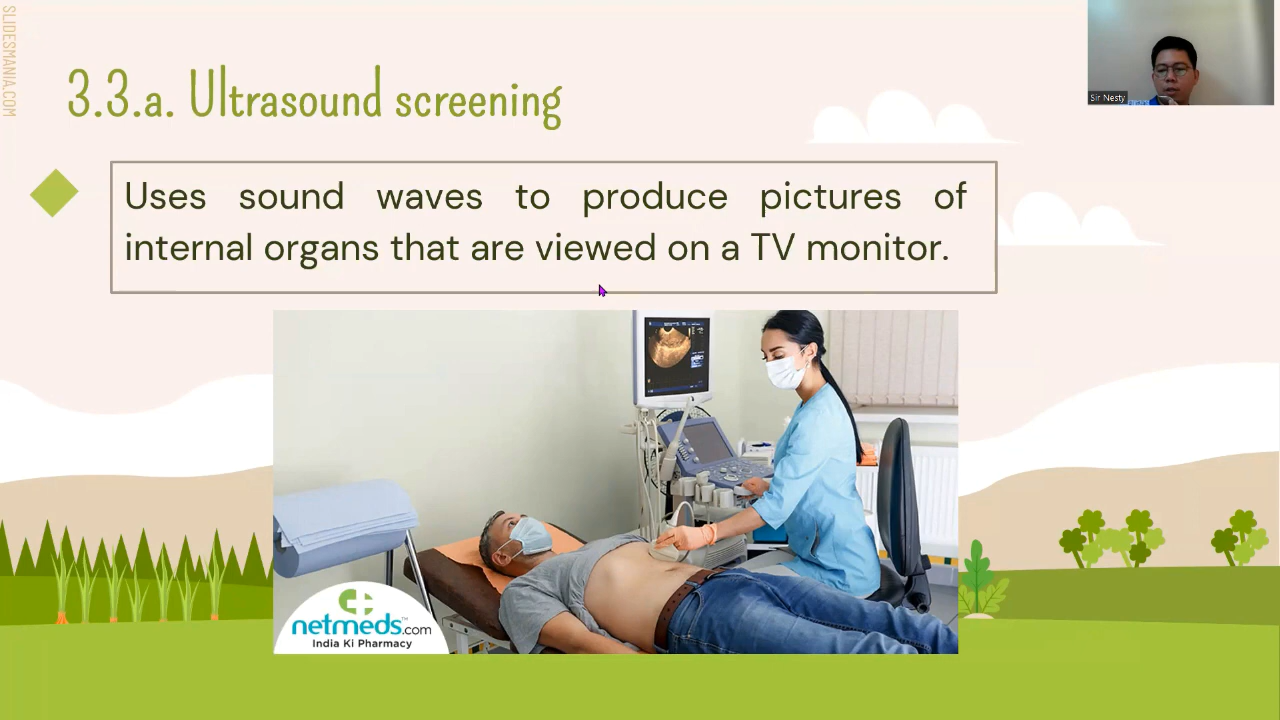 SLIDESMANIA.COM
3.3.a. Ultrasound screening
Sir Nesty
Uses sound waves to produce pictures of
internal organs that are viewed on a TV monitor.
netmeds.com
India Ki Pharmacy